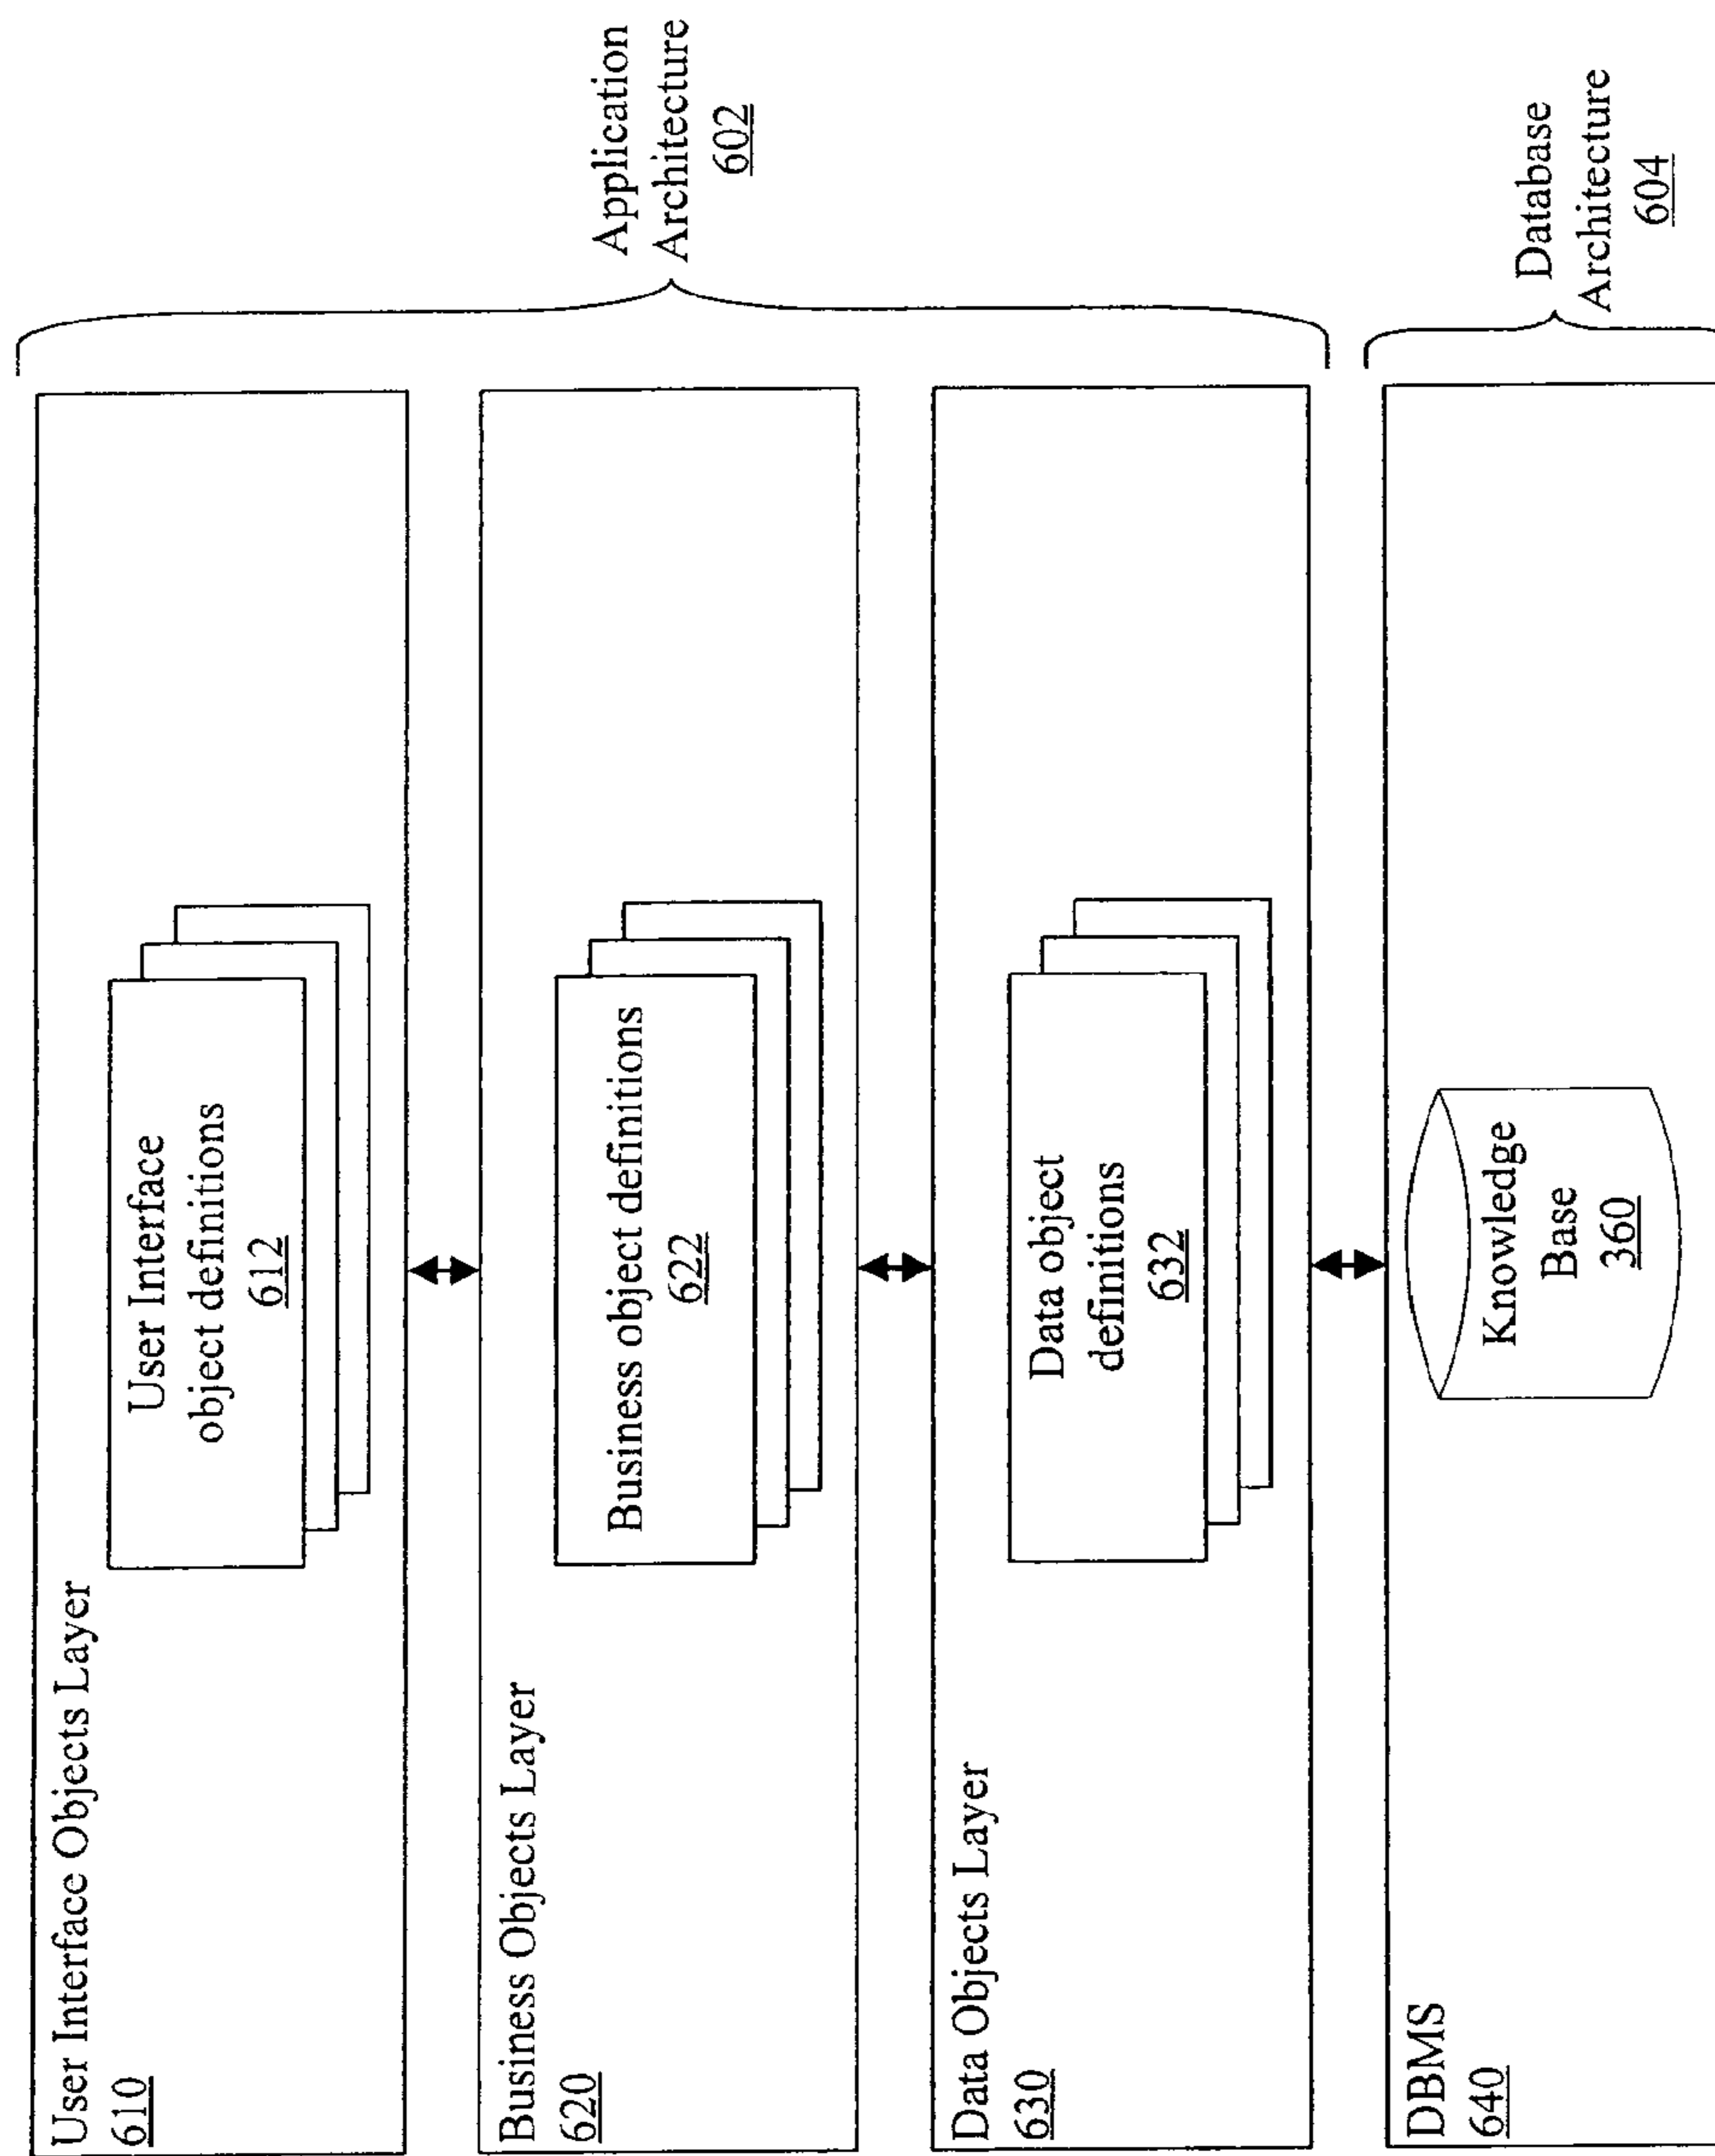 User Interface Objects Layer
610
User Interface
object definitions
612
Business Objects Layer
620
Business object definitions
622
Data Objects Layer
630
Data object
definitions
632
DBMS
640
Knowledge
Base
360
Application
Architecture
602
Database
Architecture
604